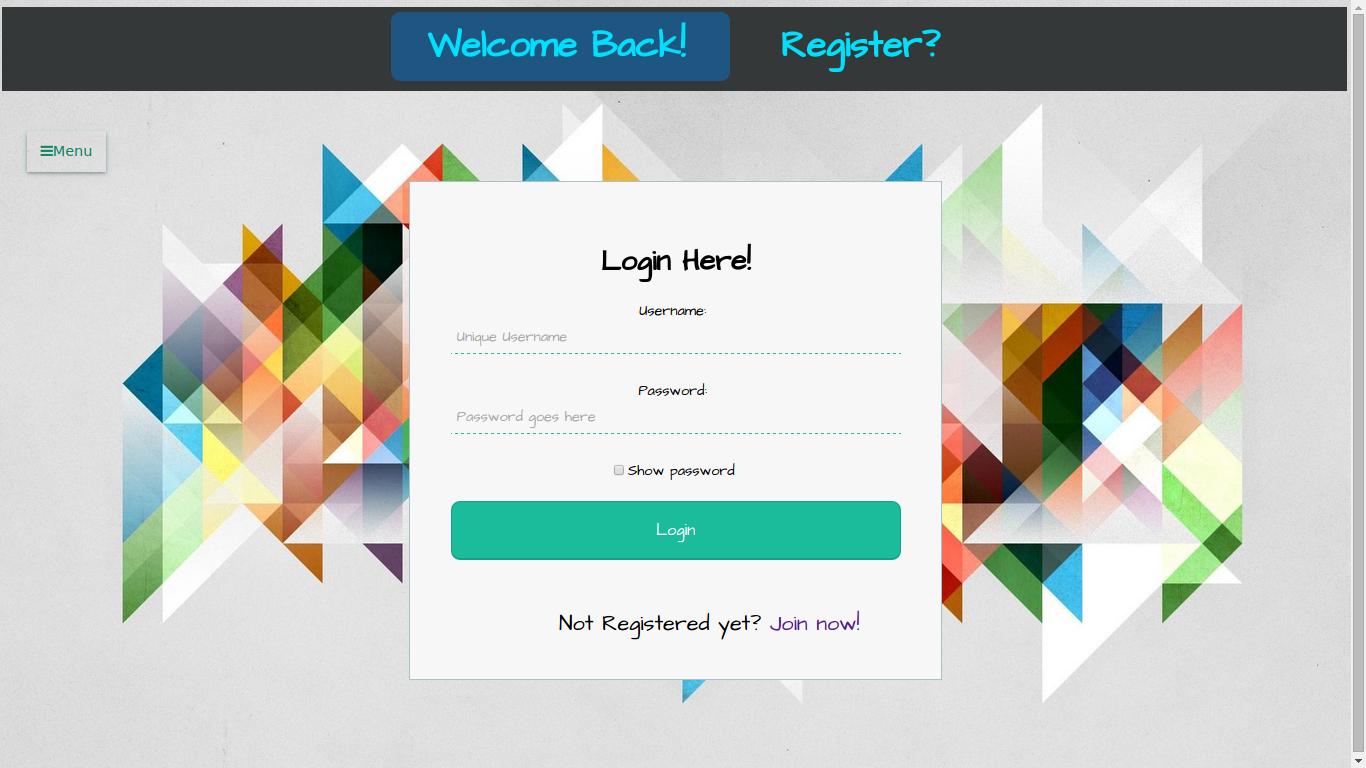 Welcome Back! Register?
Menu
Login Here!
Username:
Unique Username
Password:
Password goes here
Show password
Login
Not Registered yet? Join now!